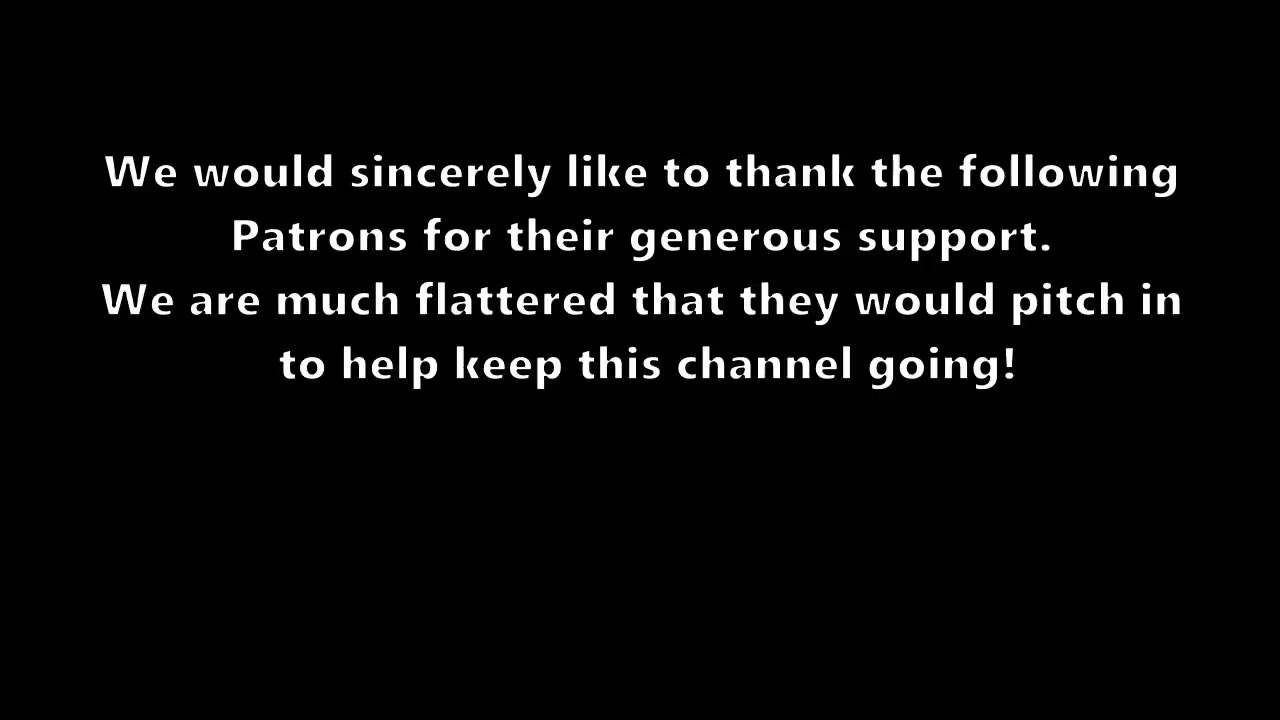 We would sincerely like to thank the following
Patrons for their generous support.
We are much flattered that they would pitch in
to help keep this channel going!